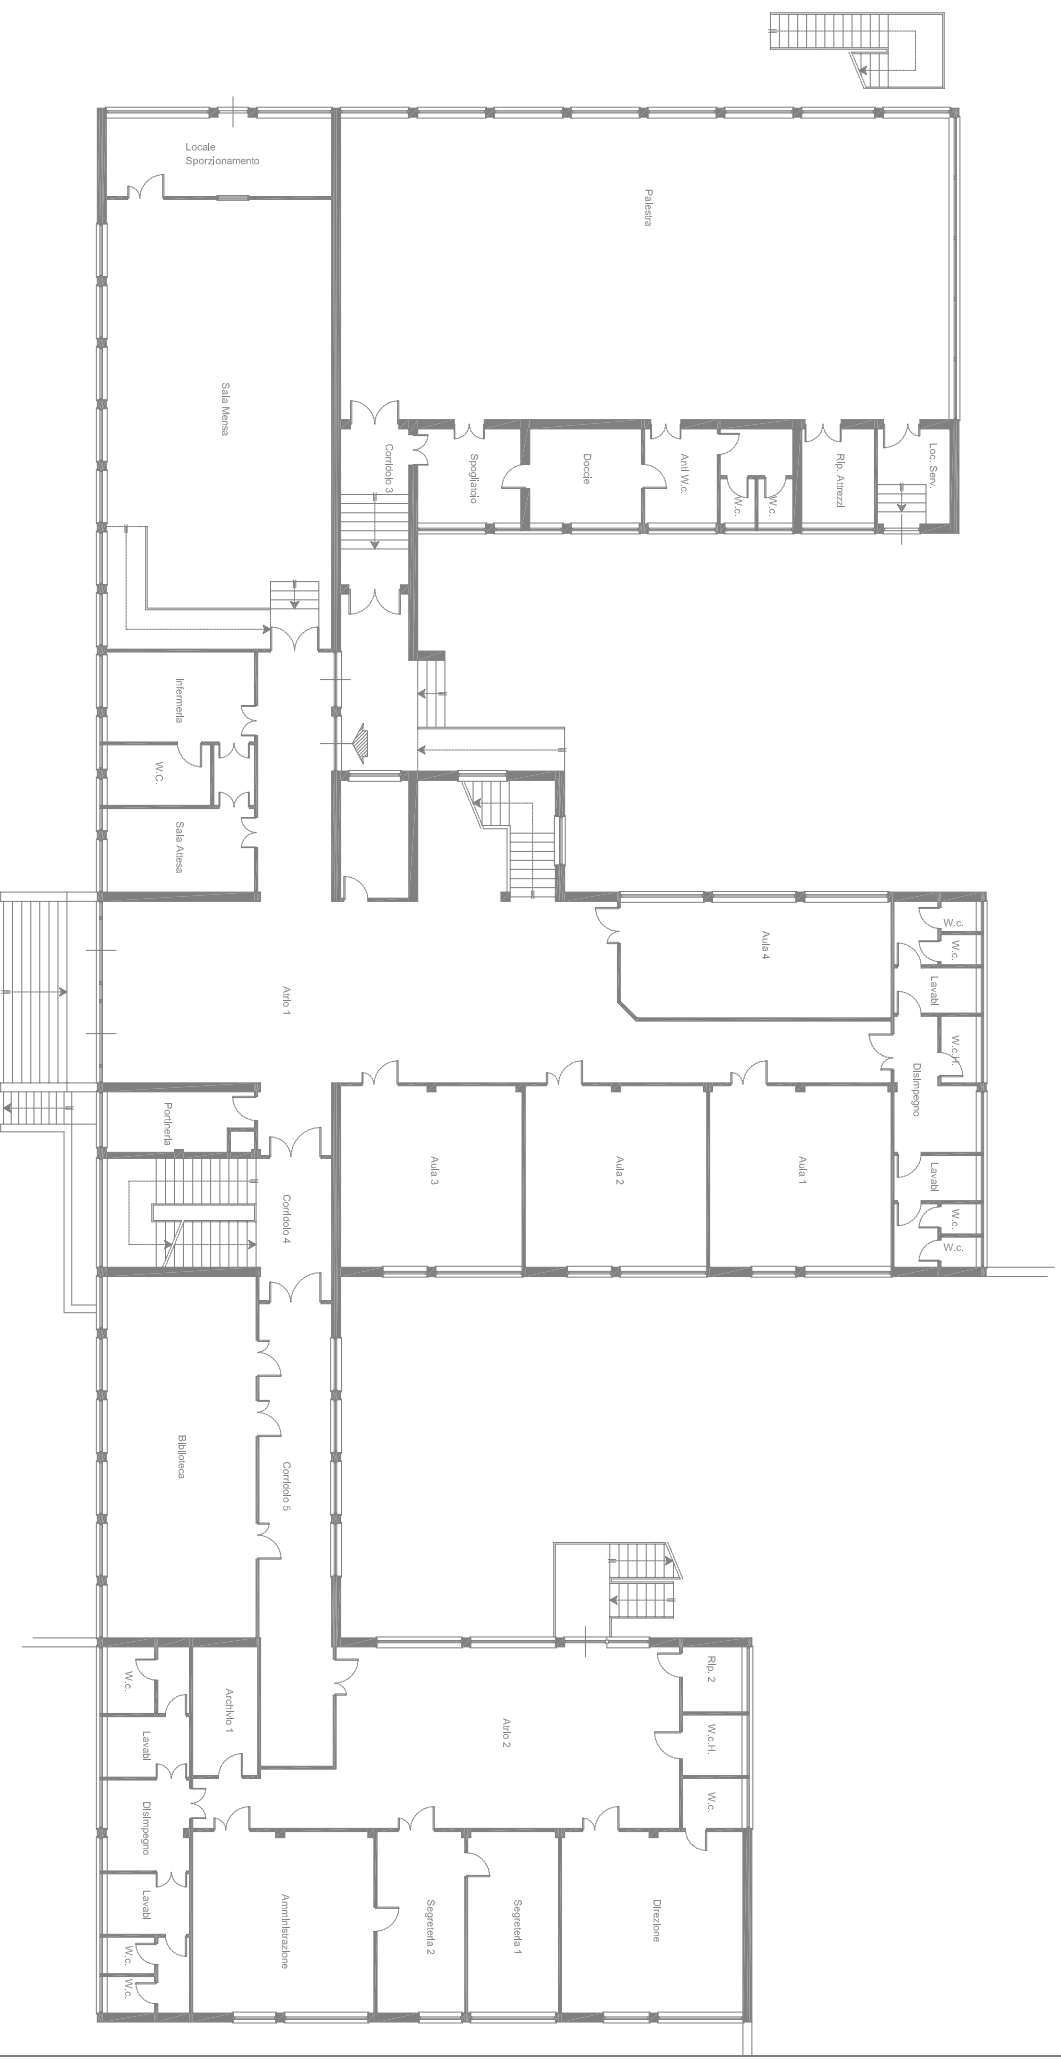 Locale
Sporzionamento
Palestra
Sala Mensa
Corridoio 3
Spogliatoio
Doccie
Anti W.c.
W.c.
W.c.
Rip. Attrezzi
Loc. Serv.
Infermeria
W.C.
Sala Attesa
Aula 4
W.c.
W.c.
Lavabi
Atrio 1
W.c.H.
Disimpegno
Portineria
Aula 3
Aula 2
Aula 1
Lavabi
W.c.
W.c.
Corridoio 4
Biblioteca
Corridoio 5
W.c.
Archivio 1
Rip. 2
Lavabi
Atrio 2
W.c.H.
W.c.
Disimpegno
Lavabi
Amministrazione
Segreteria 2
Segreteria 1
Direzione
W.c.
W.c.